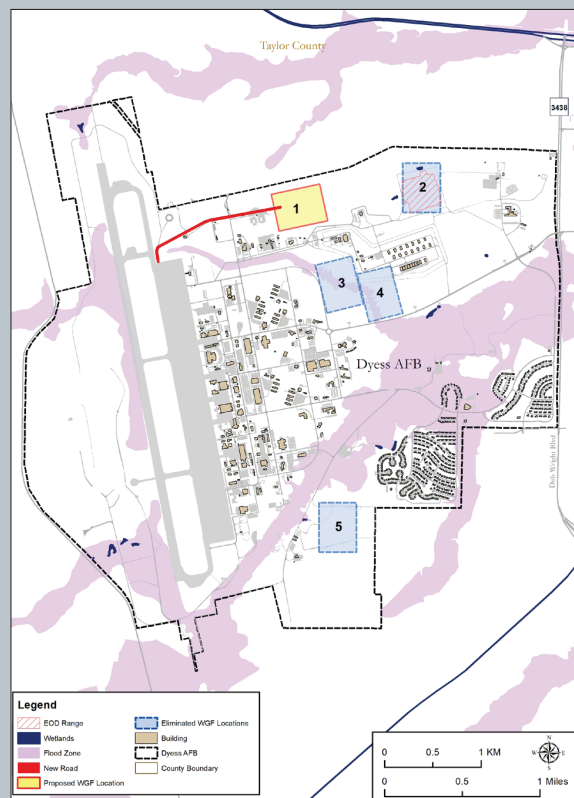 Taylor County
3438
2
1
3
4
Dyess AFB
Dub Wright Blvd
5
Legend
EOD Range
Wetlands
Flood Zone
New Road
Proposed WGF Location
Eliminated WGF Locations
Building
Dyess AFB
County Boundary
N
W E
S
0 0.5 1 KM
0 0.5 1 Miles